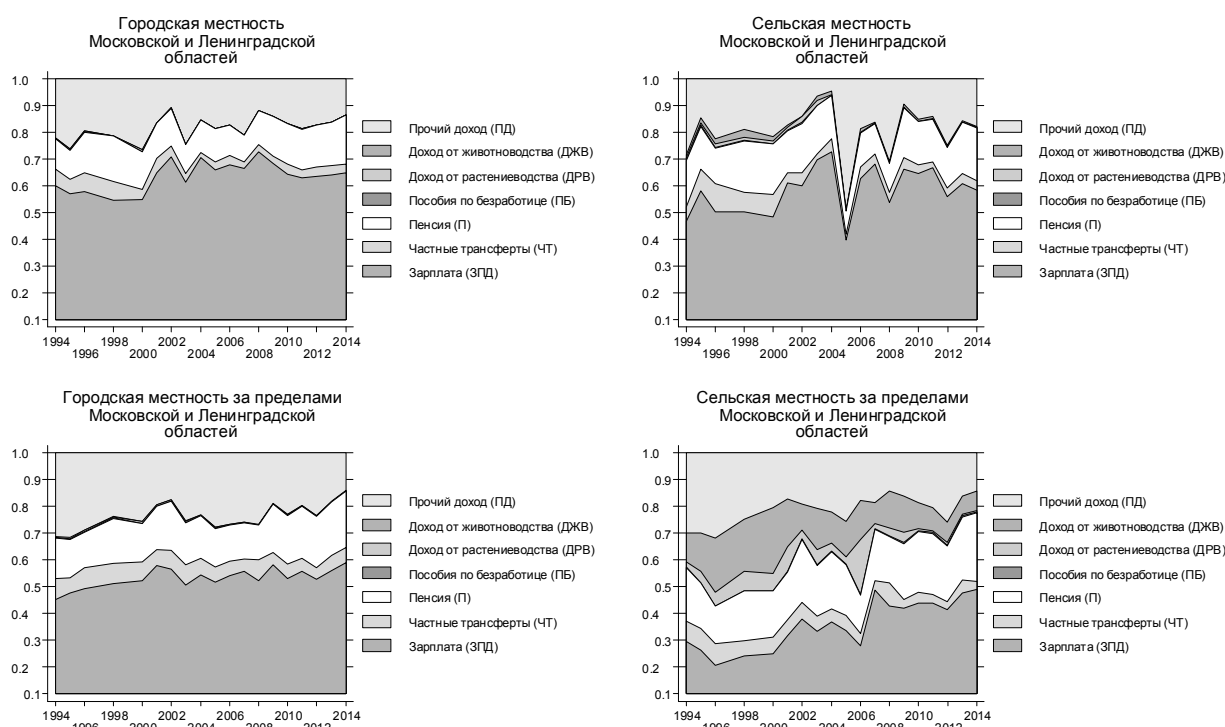 Городская местность
Московской и Ленинградской
областей
1.0
0.9
0.8
0.7
0.6
0.5
0.4
0.3
0.2
0.1
1994 1998 2002 2006 2010 2014
1996 2000 2004 2008 2012
Прочий доход (ПД)
Доход от животноводства (ДЖВ)
Доход от растениеводства (ДРВ)
Пособия по безработице (ПБ)
Пенсия (П)
Частные трансферты (ЧТ)
Зарплата (ЗПД)
Сельская местность
Московской и Ленинградской
областей
1.0
0.9
0.8
0.7
0.6
0.5
0.4
0.3
0.2
0.1
1994 1998 2002 2006 2010 2014
1996 2000 2004 2008 2012
Прочий доход (ПД)
Доход от животноводства (ДЖВ)
Доход от растениеводства (ДРВ)
Пособия по безработице (ПБ)
Пенсия (П)
Частные трансферты (ЧТ)
Зарплата (ЗПД)
Городская местность за пределами
Московской и Ленинградской
областей
1.0
0.9
0.8
0.7
0.6
0.5
0.4
0.3
0.2
0.1
1994 1998 2002 2006 2010 2014
1996 2000 2004 2008 2012
Прочий доход (ПД)
Доход от животноводства (ДЖВ)
Доход от растениеводства (ДРВ)
Пособия по безработице (ПБ)
Пенсия (П)
Частные трансферты (ЧТ)
Зарплата (ЗПД)
Сельская местность за пределами
Московской и Ленинградской
областей
1.0
0.9
0.8
0.7
0.6
0.5
0.4
0.3
0.2
0.1
1994 1998 2002 2006 2010 2014
1996 2000 2004 2008 2012
Прочий доход (ПД)
Доход от животноводства (ДЖВ)
Доход от растениеводства (ДРВ)
Пособия по безработице (ПБ)
Пенсия (П)
Частные трансферты (ЧТ)
Зарплата (ЗПД)